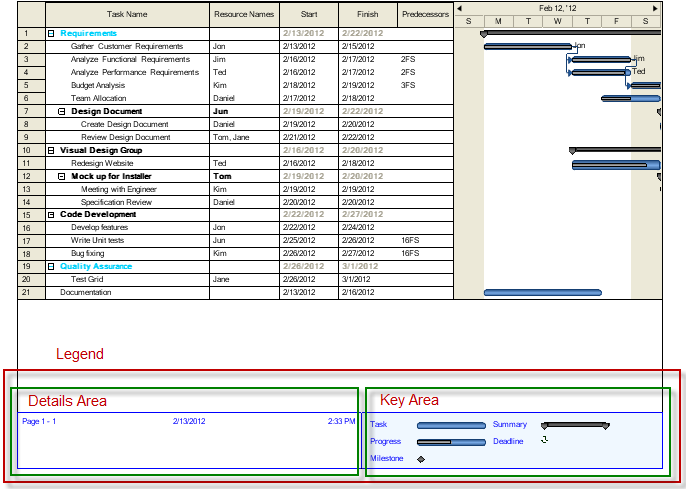 Task Name Resource Names Start Finish Predecessors Feb 12, '12
S M T W T F S
1 Requirements 2/13/2012 2/22/2012
2 Gather Customer Requirements Jon 2/13/2012 2/15/2012 Jon
3 Analyze Functional Requirements Jim 2/16/2012 2/17/2012 2FS Jim
4 Analyze Performance Requirements Ted 2/16/2012 2/17/2012 2FS Ted
5 Budget Analysis Kim 2/18/2012 2/19/2012 3FS
6 Team Allocation Daniel 2/17/2012 2/18/2012
7 Design Document Jun 2/19/2012 2/22/2012
8 Create Design Document Daniel 2/19/2012 2/20/2012
9 Review Design Document Tom, Jane 2/21/2012 2/22/2012
10 Visual Design Group 2/16/2012 2/20/2012
11 Redesign Website Ted 2/16/2012 2/18/2012
12 Mock up for Installer Tom 2/19/2012 2/20/2012
13 Meeting with Engineer Kim 2/19/2012 2/19/2012
14 Specification Review Daniel 2/20/2012 2/20/2012
15 Code Development 2/22/2012 2/27/2012
16 Develop features Jon 2/22/2012 2/24/2012
17 Write Unit tests Jun 2/25/2012 2/26/2012 16FS
18 Bug fixing Kim 2/26/2012 2/27/2012 16FS
19 Quality Assurance 2/26/2012 3/1/2012
20 Test Grid Jane 2/26/2012 3/1/2012
21 Documentation 2/13/2012 2/16/2012
Legend
Details Area
Page 1 - 1 2/13/2012 2:33 PM
Key Area
Task Summary
Progress Deadline
Milestone